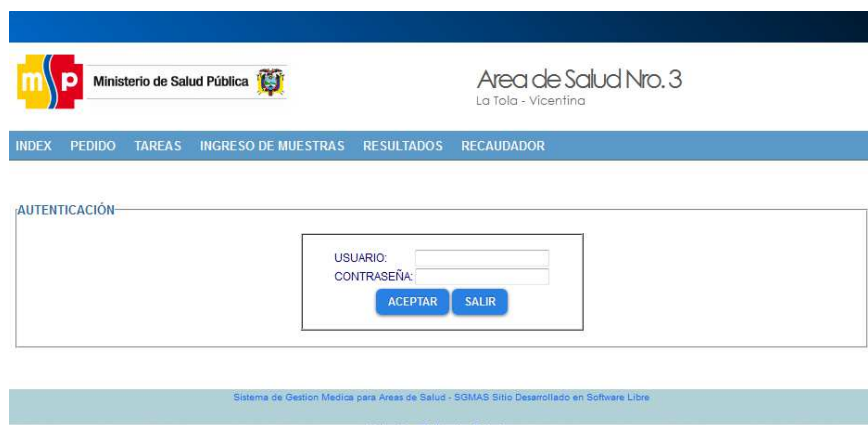 msp Ministerio de Salud Pública
Area de Salud Nro. 3
La Tola - Vicentina
INDEX PEDIDO TAREAS INGRESO DE MUESTRAS RESULTADOS RECAUDADOR
AUTENTICACIÓN
USUARIO:
CONTRASEÑA:
ACEPTAR SALIR
Sistema de Gestion Medica para Areas de Salud - SGMAS Sitio Desarrollado en Software Libre